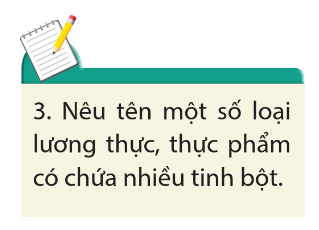 3. Nêu tên một số loại
lương thực, thực phẩm
có chứa nhiều tinh bột.